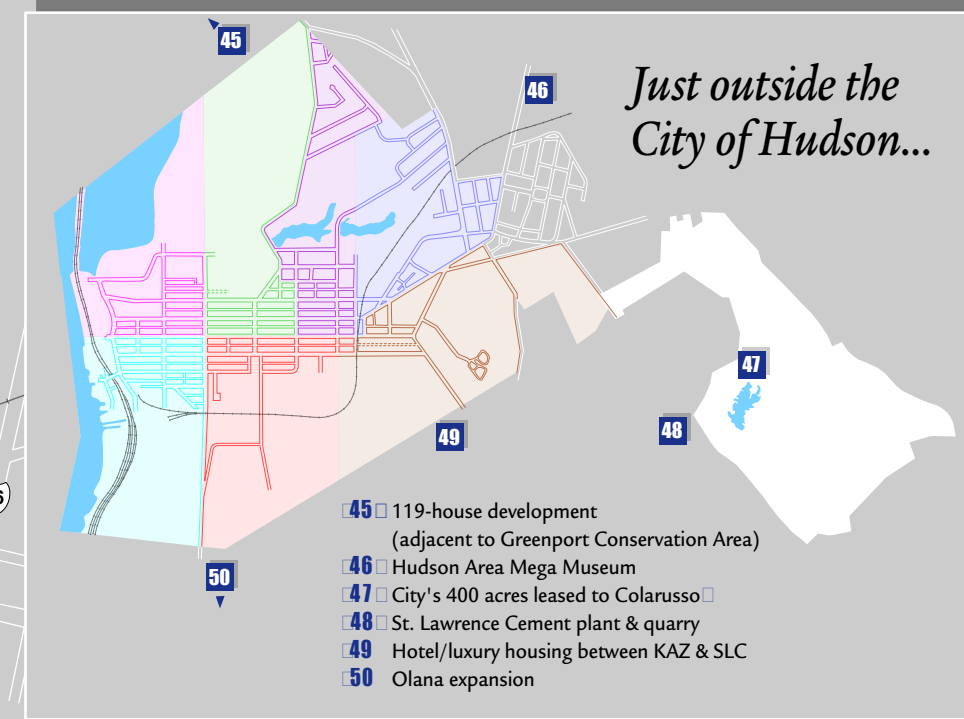 45
46
Just outside the
City of Hudson...
47
48
49
50
45 119-house development
(adjacent to Greenport Conservation Area)
46 Hudson Area Mega Museum
47 City's 400 acres leased to Colarusso
48 St. Lawrence Cement plant & quarry
49 Hotel/luxury housing between KAZ & SLC
50 Olana expansion